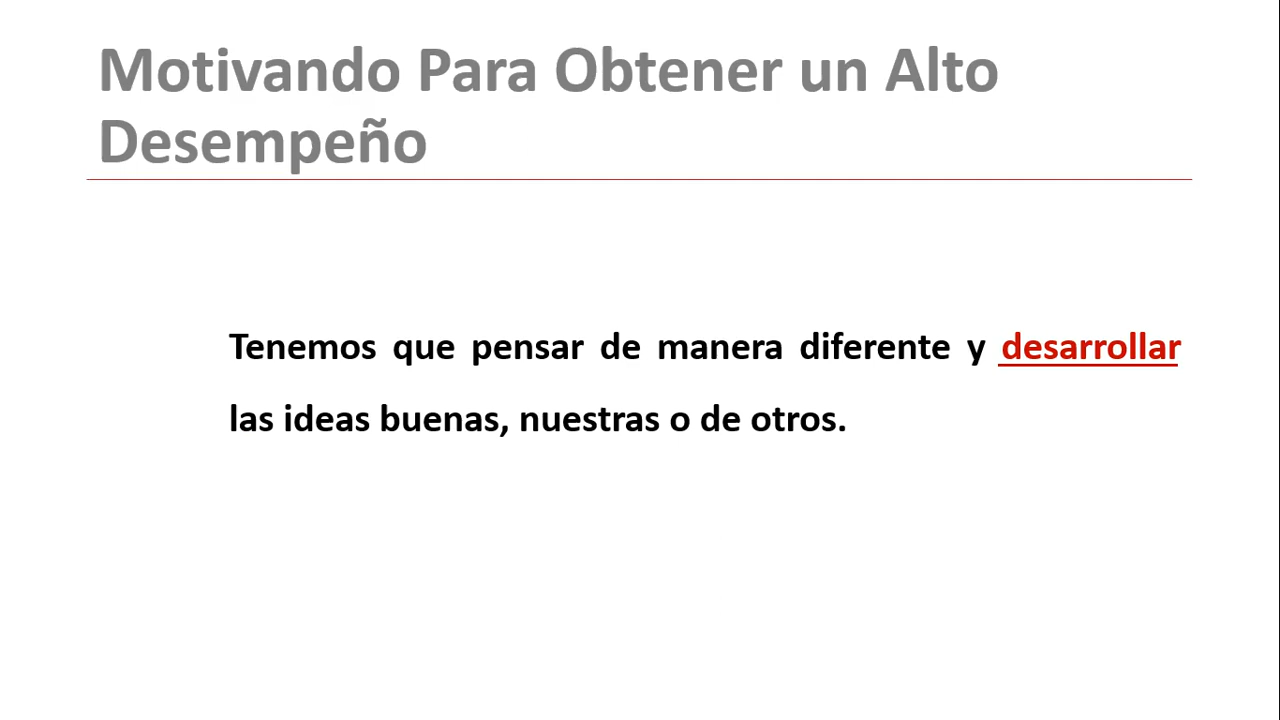 Motivando Para Obtener un Alto
Desempeño
Tenemos que pensar de manera diferente y desarrollar
las ideas buenas, nuestras o de otros.